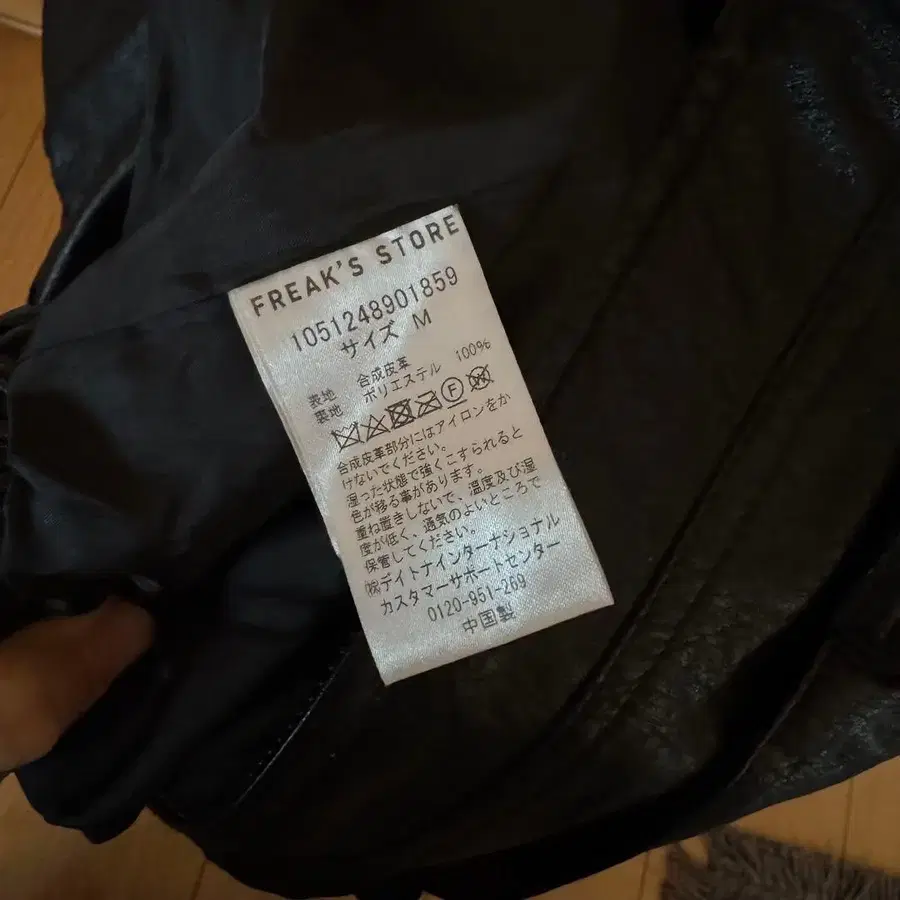 FREAK'S STORE
1051248901859
サイズ M
表地 合成皮革
裏地 ポリエステル 100%
F
W
合成皮革部分にはアイロンをか
けないでください。
湿った状態で強くこすられると
色が移る事があります。
重ね置きしないで、温度及び湿
度が低く、通気のよいところで
保管してください。
㈱デイトナインターナショナル
カスタマーサポートセンター
0120-951-269
中国製